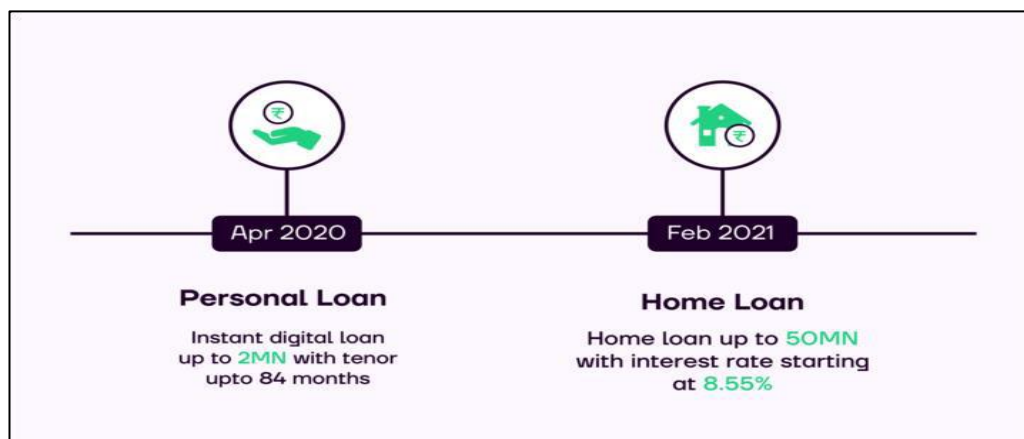 ₹
₹
Apr 2020
Feb 2021
Personal Loan
Instant digital loan
up to 2MN with tenor
upto 84 months
Home Loan
Home loan up to 50MN
with interest rate starting
at 8.55%